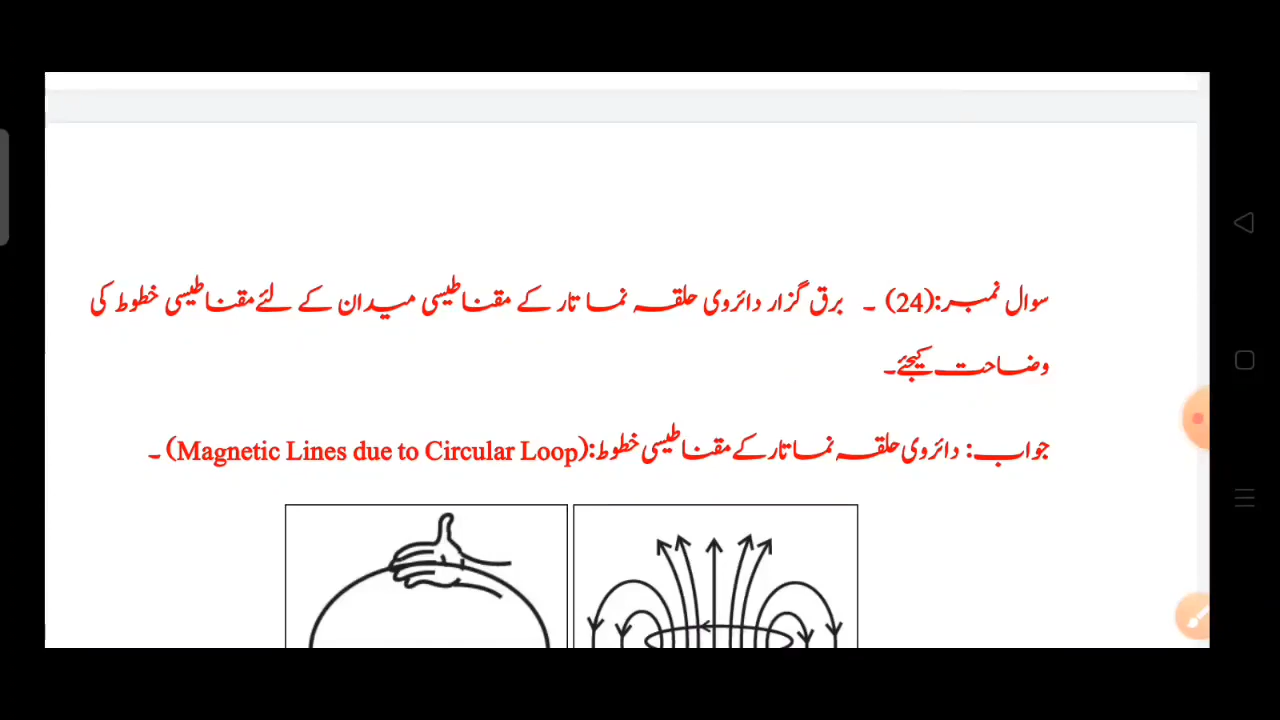 سوال نمبر:(24) ۔ برق گزار دائروی حلقہ نما تار کے مقناطیسی میدان کے لئے مقناطیسی خطوط کی
وضاحت کیجئے۔
جواب: دائروی حلقہ نما تار کے مقناطیسی خطوط:(Magnetic Lines due to Circular Loop) ۔